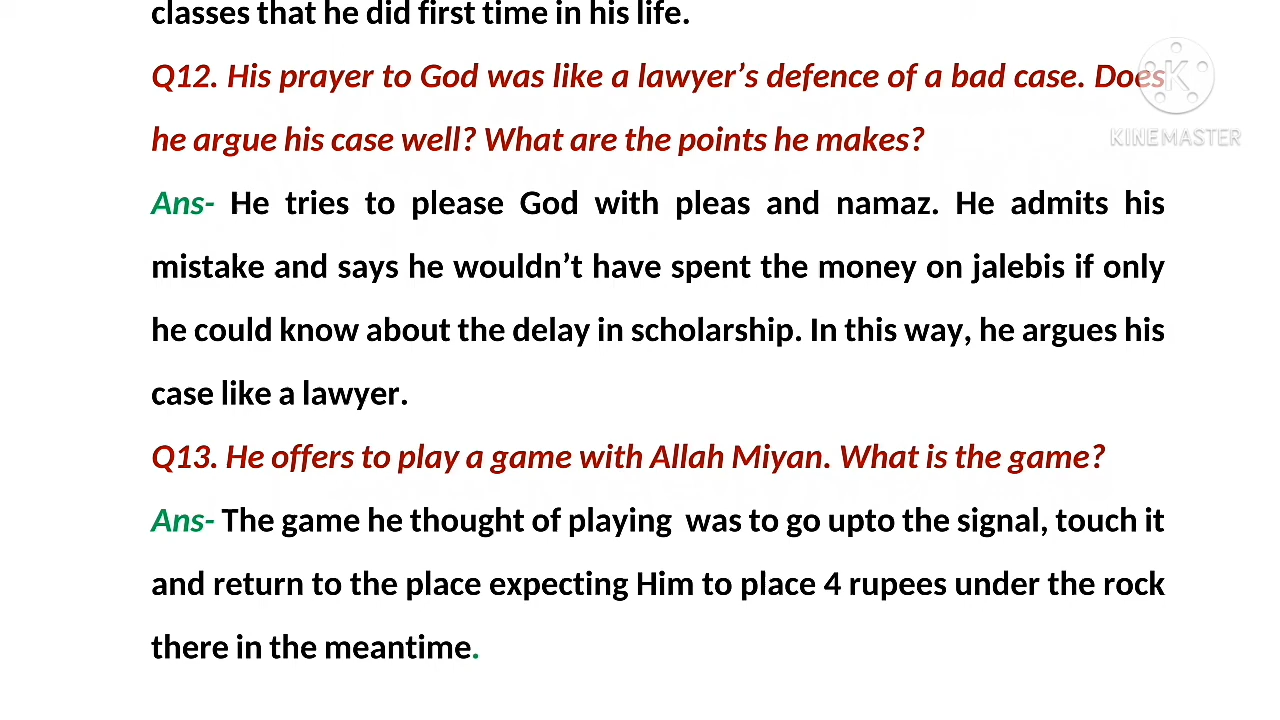 classes that he did first time in his life.
Q12. His prayer to God was like a lawyer’s defence of a bad case. Does
he argue his case well? What are the points he makes?
KINEMASTER
Ans- He tries to please God with pleas and namaz. He admits his
mistake and says he wouldn’t have spent the money on jalebis if only
he could know about the delay in scholarship. In this way, he argues his
case like a lawyer.
Q13. He offers to play a game with Allah Miyan. What is the game?
Ans- The game he thought of playing  was to go upto the signal, touch it
and return to the place expecting Him to place 4 rupees under the rock
there in the meantime.